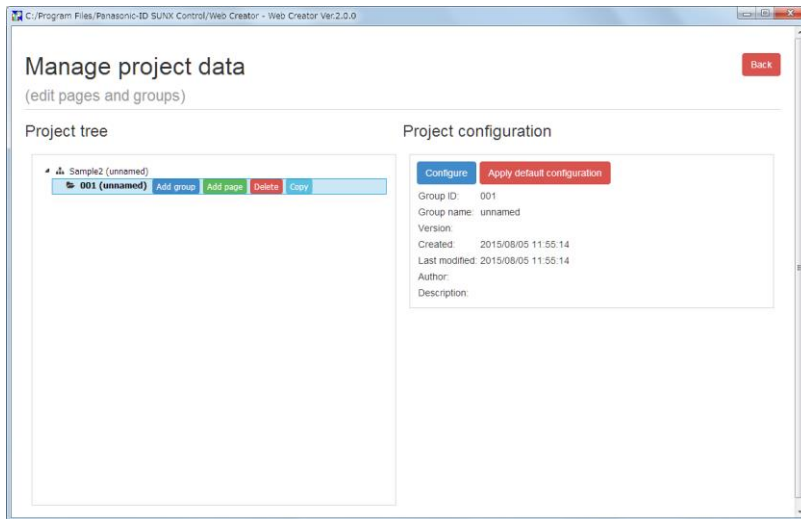 C:/Program Files/Panasonic-ID SUNX Control/Web Creator - Web Creator Ver.2.0.0
Manage project data
Back
(edit pages and groups)
Project tree
Project configuration
Sample2 (unnamed)
001 (unnamed) Add group Add page Delete Copy
Configure Apply default configuration
Group ID: 001
Group name: unnamed
Version:
Created: 2015/08/05 11:55:14
Last modified: 2015/08/05 11:55:14
Author:
Description: